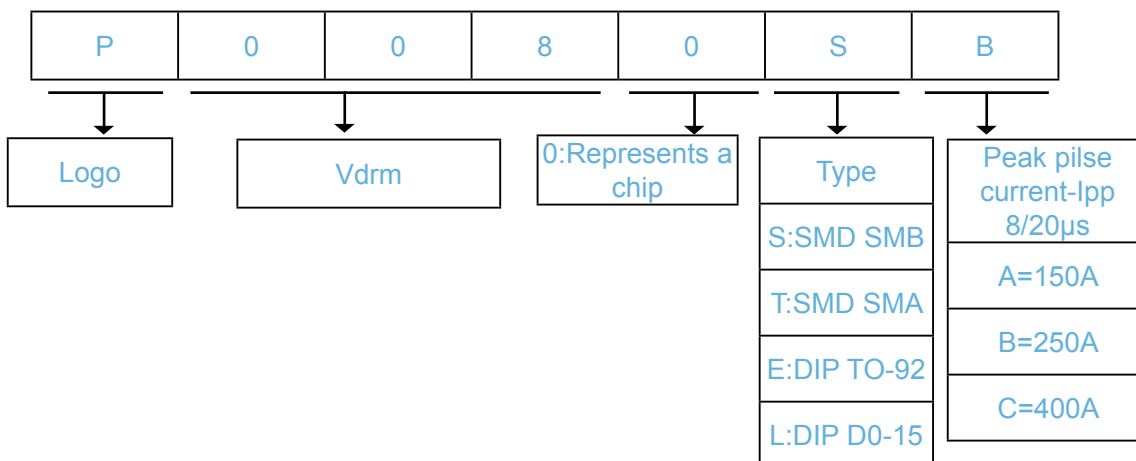 P 0 0 8 0 S B
Logo
Vdrm
0:Represents a
chip
Type
S:SMD SMB
T:SMD SMA
E:DIP TO-92
L:DIP D0-15
Peak pilse
current-Ipp
8/20μs
A=150A
B=250A
C=400A